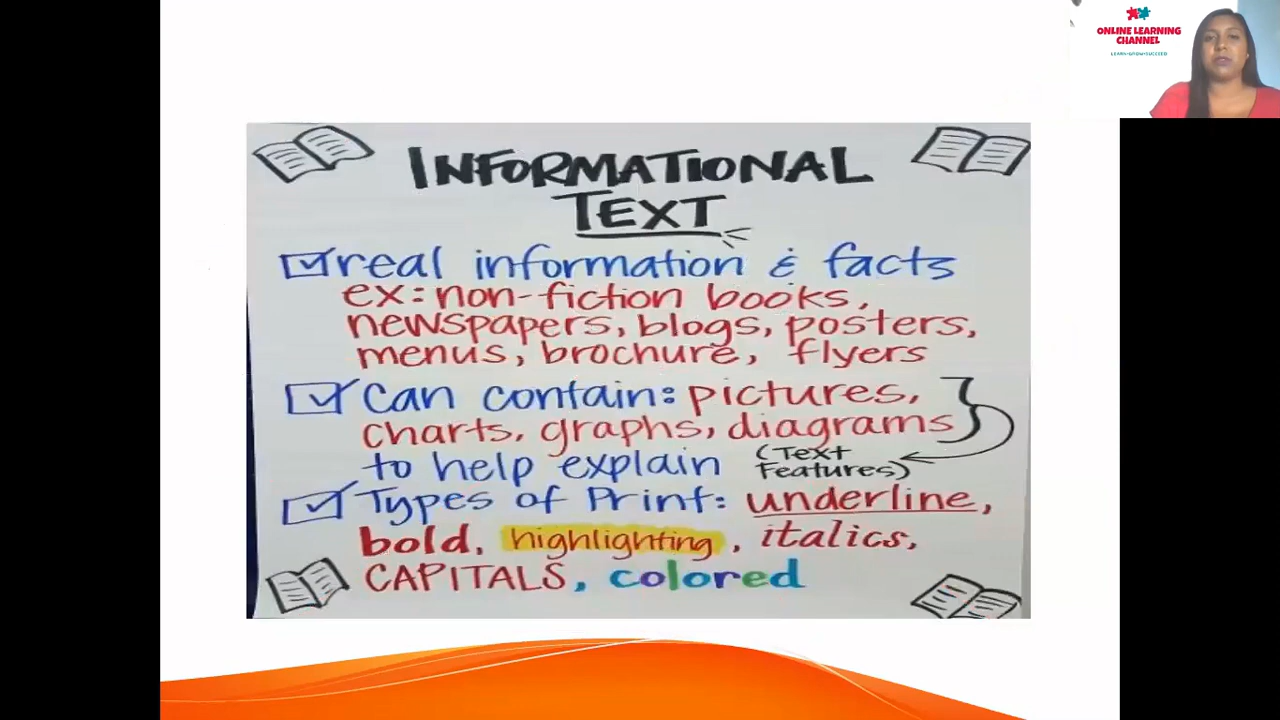 ONLINE LEARNING
CHANNEL
LEARN•GROW•SUCCEED
INFORMATIONAL
TEXT
real information & facts
ex: non-fiction books,
newspapers, blogs, posters,
menus, brochure, flyers
Can contain: pictures,
charts, graphs, diagrams
to help explain (Text
Features)
Types of Print: underline,
bold, highlighting, italics,
CAPITALS, colored